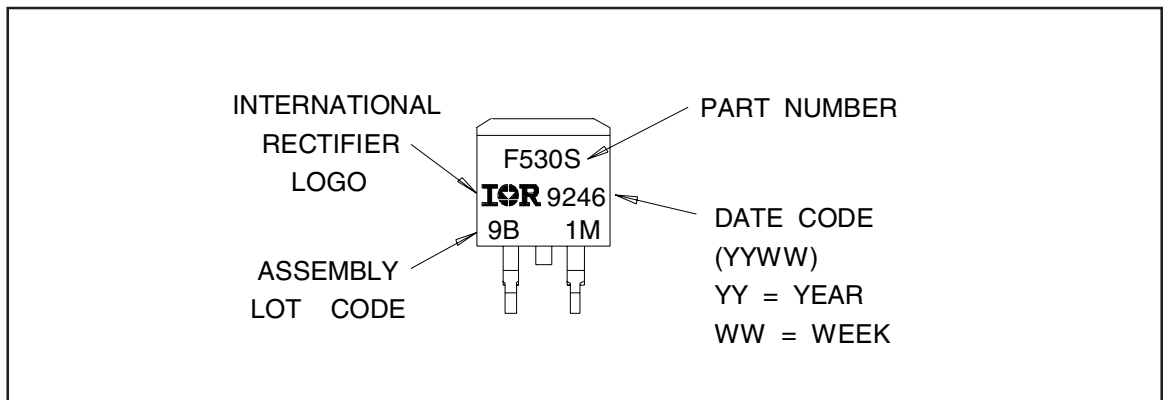 INTERNATIONAL
RECTIFIER
LOGO
ASSEMBLY
LOT CODE
F530S
IOR 9246
9B 1M
PART NUMBER
DATE CODE
(YYWW)
YY = YEAR
WW = WEEK